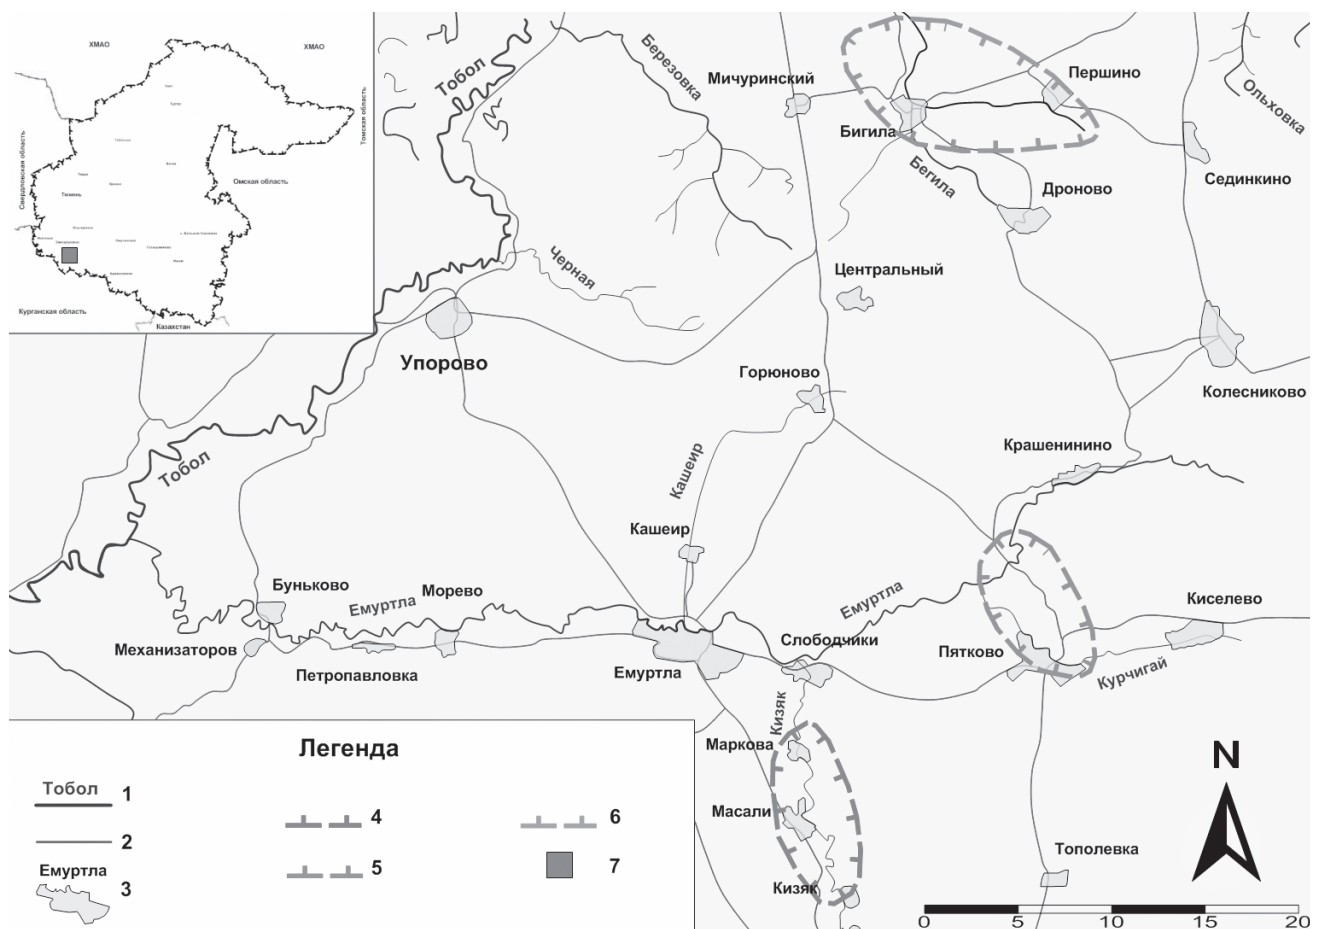 ХМАО
ХМАО
Томская область
Свердловская область
Омская область
Тюмень
Курганская область
Казахстан
Тобол
Березовка
Мичуринский
Першино
Ольховка
Бигила
Бегила
Дроново
Сединкино
Черная
Центральный
Упорово
Горюново
Колесниково
Тобол
Кашеир
Крашенинино
Кашеир
Буньково
Емуртла
Морево
Емуртла
Киселево
Механизаторов
Слободчики
Пятково
Петропавловка
Емуртла
Курчигай
Кизяк
Маркова
Масали
Кизяк
Тополевка
N
0 5 10 15 20
Легенда
Тобол 1
2
Емуртла
3
4
5
6
7